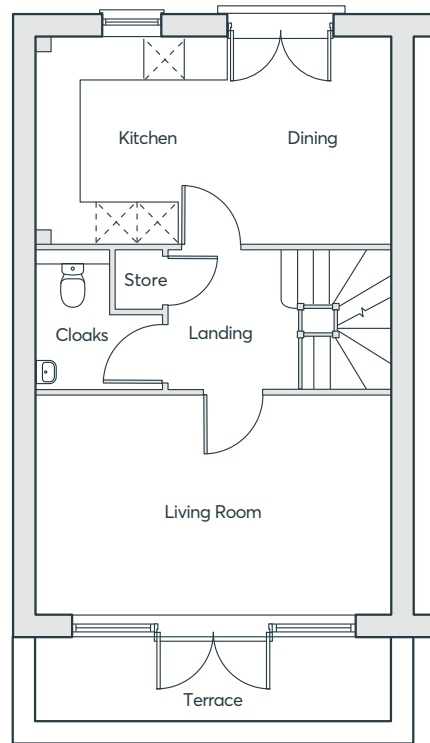 Kitchen
Dining
Store
Cloaks
Landing
Living Room
Terrace